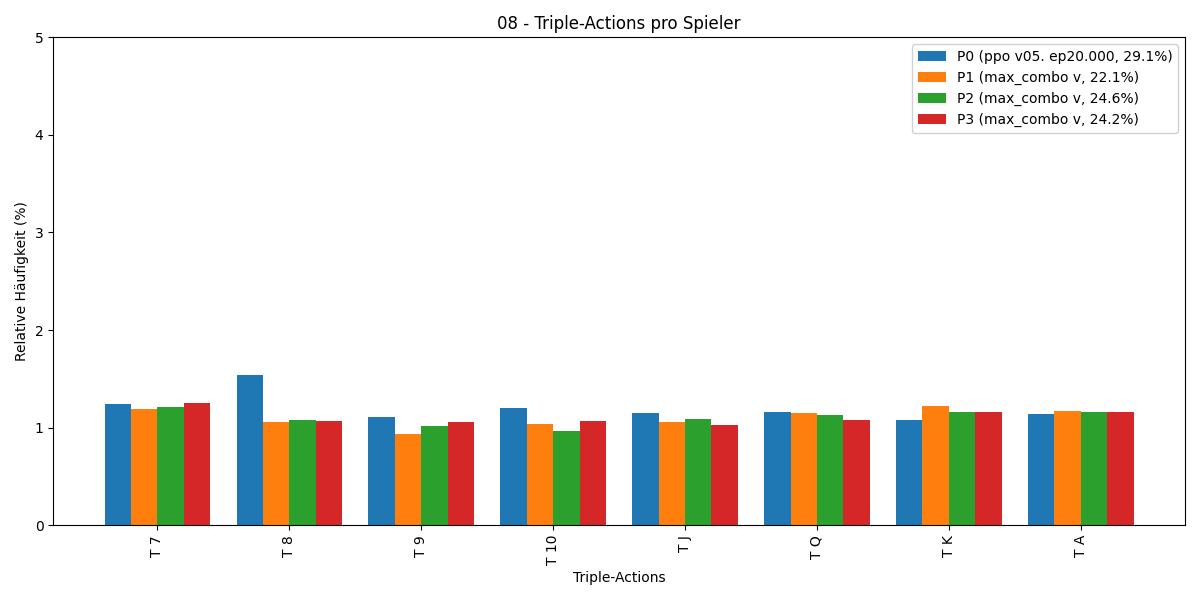 08 - Triple-Actions pro Spieler
P0 (ppo v05. ep20.000, 29.1%)
P1 (max_combo v, 22.1%)
P2 (max_combo v, 24.6%)
P3 (max_combo v, 24.2%)
Relative Häufigkeit (%)
5
4
3
2
1
0
T 7
T 8
T 9
T 10
T J
T Q
T K
T A
Triple-Actions